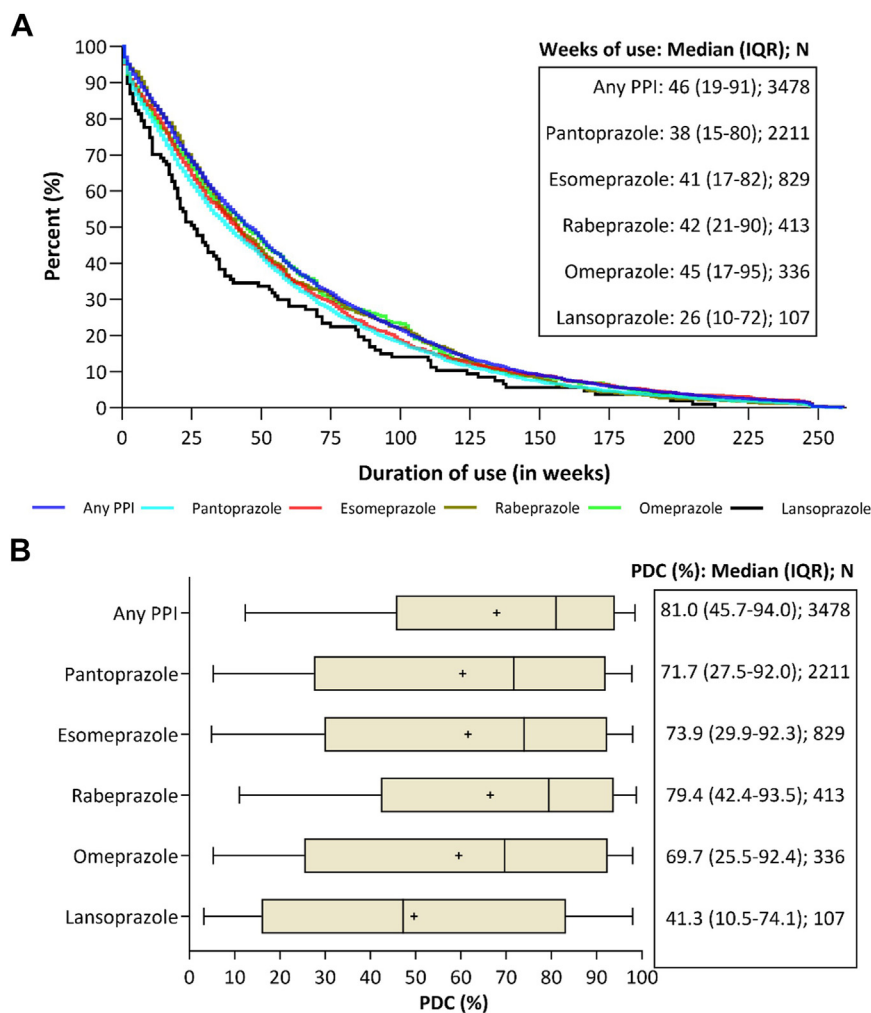 A
Weeks of use: Median (IQR); N
Any PPI: 46 (19-91); 3478
Pantoprazole: 38 (15-80); 2211
Esomeprazole: 41 (17-82); 829
Rabeprazole: 42 (21-90); 413
Omeprazole: 45 (17-95); 336
Lansoprazole: 26 (10-72); 107
Percent (%)
100
90
80
70
60
50
40
30
20
10
0
0 25 50 75 100 125 150 175 200 225 250
Duration of use (in weeks)
Any PPI Pantoprazole Esomeprazole Rabeprazole Omeprazole Lansoprazole
B
PDC (%): Median (IQR); N
Any PPI 81.0 (45.7-94.0); 3478
Pantoprazole 71.7 (27.5-92.0); 2211
Esomeprazole 73.9 (29.9-92.3); 829
Rabeprazole 79.4 (42.4-93.5); 413
Omeprazole 69.7 (25.5-92.4); 336
Lansoprazole 41.3 (10.5-74.1); 107
0 10 20 30 40 50 60 70 80 90 100
PDC (%)